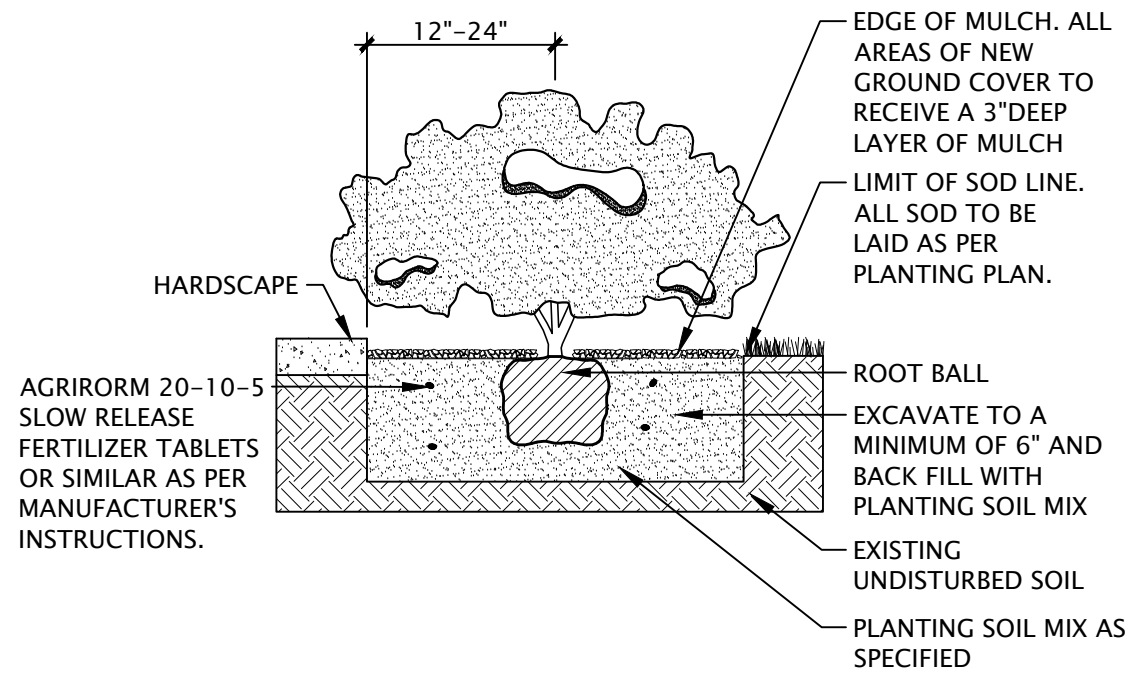 12"-24"
EDGE OF MULCH. ALL
AREAS OF NEW
GROUND COVER TO
RECEIVE A 3"DEEP
LAYER OF MULCH
LIMIT OF SOD LINE.
ALL SOD TO BE
LAID AS PER
PLANTING PLAN.
HARDSCAPE
AGRIRORM 20-10-5
SLOW RELEASE
FERTILIZER TABLETS
OR SIMILAR AS PER
MANUFACTURER'S
INSTRUCTIONS.
ROOT BALL
EXCAVATE TO A
MINIMUM OF 6" AND
BACK FILL WITH
PLANTING SOIL MIX
EXISTING
UNDISTURBED SOIL
PLANTING SOIL MIX AS
SPECIFIED